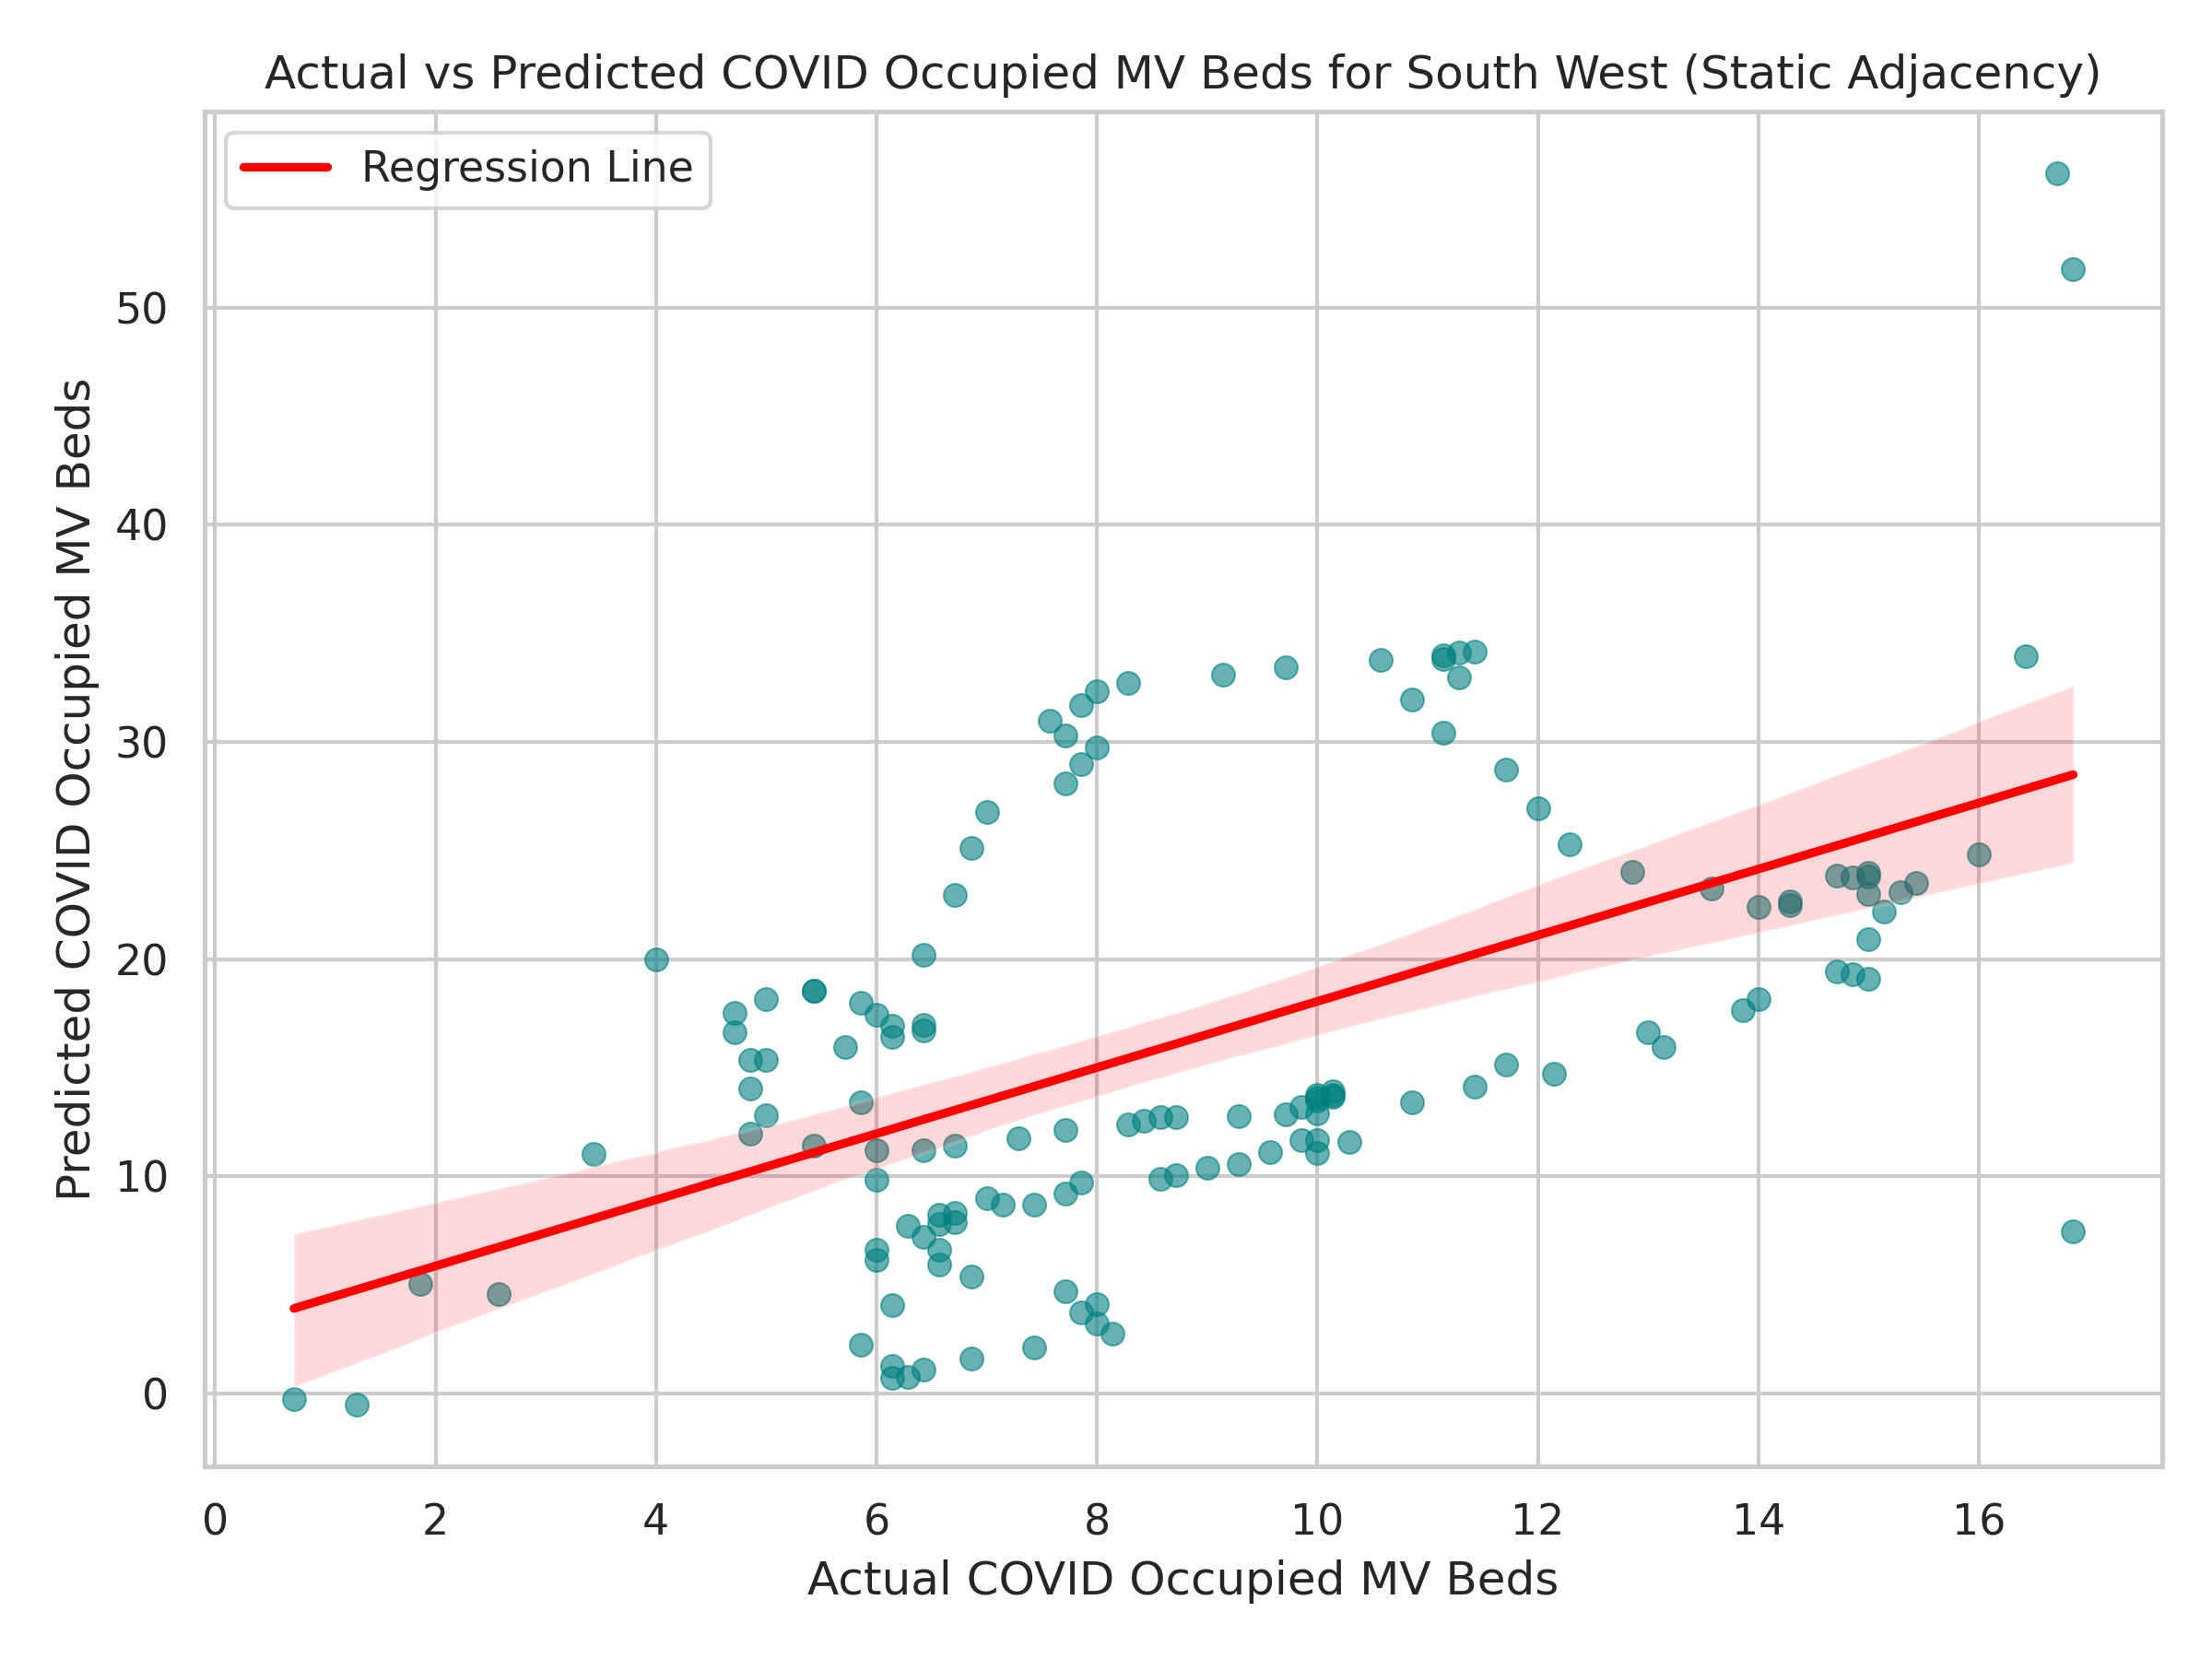 Actual vs Predicted COVID Occupied MV Beds for South West (Static Adjacency)
Regression Line
Predicted COVID Occupied MV Beds
50
40
30
20
10
0
0 2 4 6 8 10 12 14 16
Actual COVID Occupied MV Beds